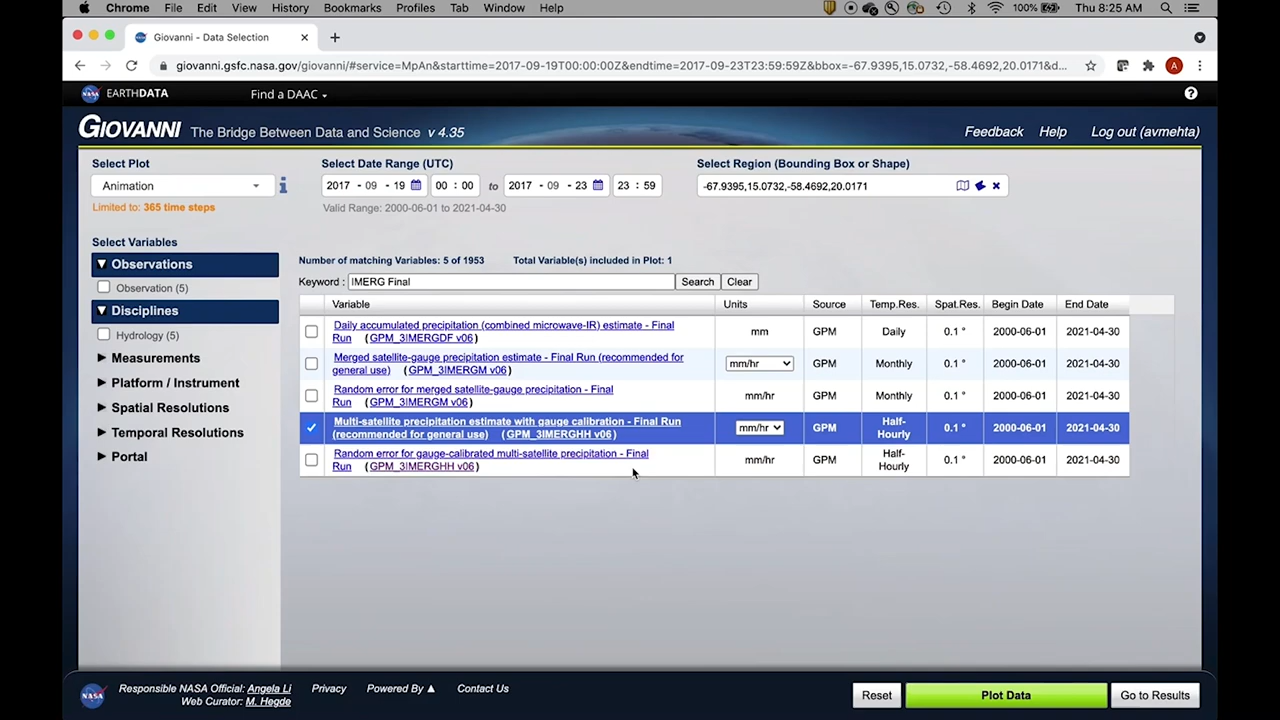 Chrome File Edit View History Bookmarks Profiles Tab Window Help 100% Thu 8:25 AM
Giovanni - Data Selection
giovanni.gsfc.nasa.gov/giovanni/#service=MpAn&starttime=2017-09-19T00:00:00Z&endtime=2017-09-23T23:59:59Z&bbox=-67.9395,15.0732,-58.4692,20.0171&d...
A
EARTHDATA Find a DAAC
GIOVANNI The Bridge Between Data and Science v 4.35 Feedback Help Log out (avmehta)
Select Plot Select Date Range (UTC) Select Region (Bounding Box or Shape)
Animation 2017 - 09 - 19 00 : 00 to 2017 - 09 - 23 23 : 59 -67.9395,15.0732,-58.4692,20.0171
Limited to: 365 time steps Valid Range: 2000-06-01 to 2021-04-30
Select Variables
Observations
Observation (5)
Disciplines
Hydrology (5)
Measurements
Platform / Instrument
Spatial Resolutions
Temporal Resolutions
Portal
Number of matching Variables: 5 of 1953 Total Variable(s) included in Plot: 1
Keyword : IMERG Final Search Clear
Variable Units Source Temp.Res. Spat.Res. Begin Date End Date
Daily accumulated precipitation (combined microwave-IR) estimate - Final
Run (GPM_3IMERGDF v06) mm GPM Daily 0.1 ° 2000-06-01 2021-04-30
Merged satellite-gauge precipitation estimate - Final Run (recommended for
general use) (GPM_3IMERGM v06) mm/hr GPM Monthly 0.1 ° 2000-06-01 2021-04-30
Random error for merged satellite-gauge precipitation - Final
Run (GPM_3IMERGM v06) mm/hr GPM Monthly 0.1 ° 2000-06-01 2021-04-30
Multi-satellite precipitation estimate with gauge calibration - Final Run
(recommended for general use) (GPM_3IMERGHH v06) mm/hr GPM Half-Hourly 0.1 ° 2000-06-01 2021-04-30
Random error for gauge-calibrated multi-satellite precipitation - Final
Run (GPM_3IMERGHH v06) mm/hr GPM Half-Hourly 0.1 ° 2000-06-01 2021-04-30
Responsible NASA Official: Angela Li Privacy Powered By Contact Us
Web Curator: M. Hegde
Reset Plot Data Go to Results